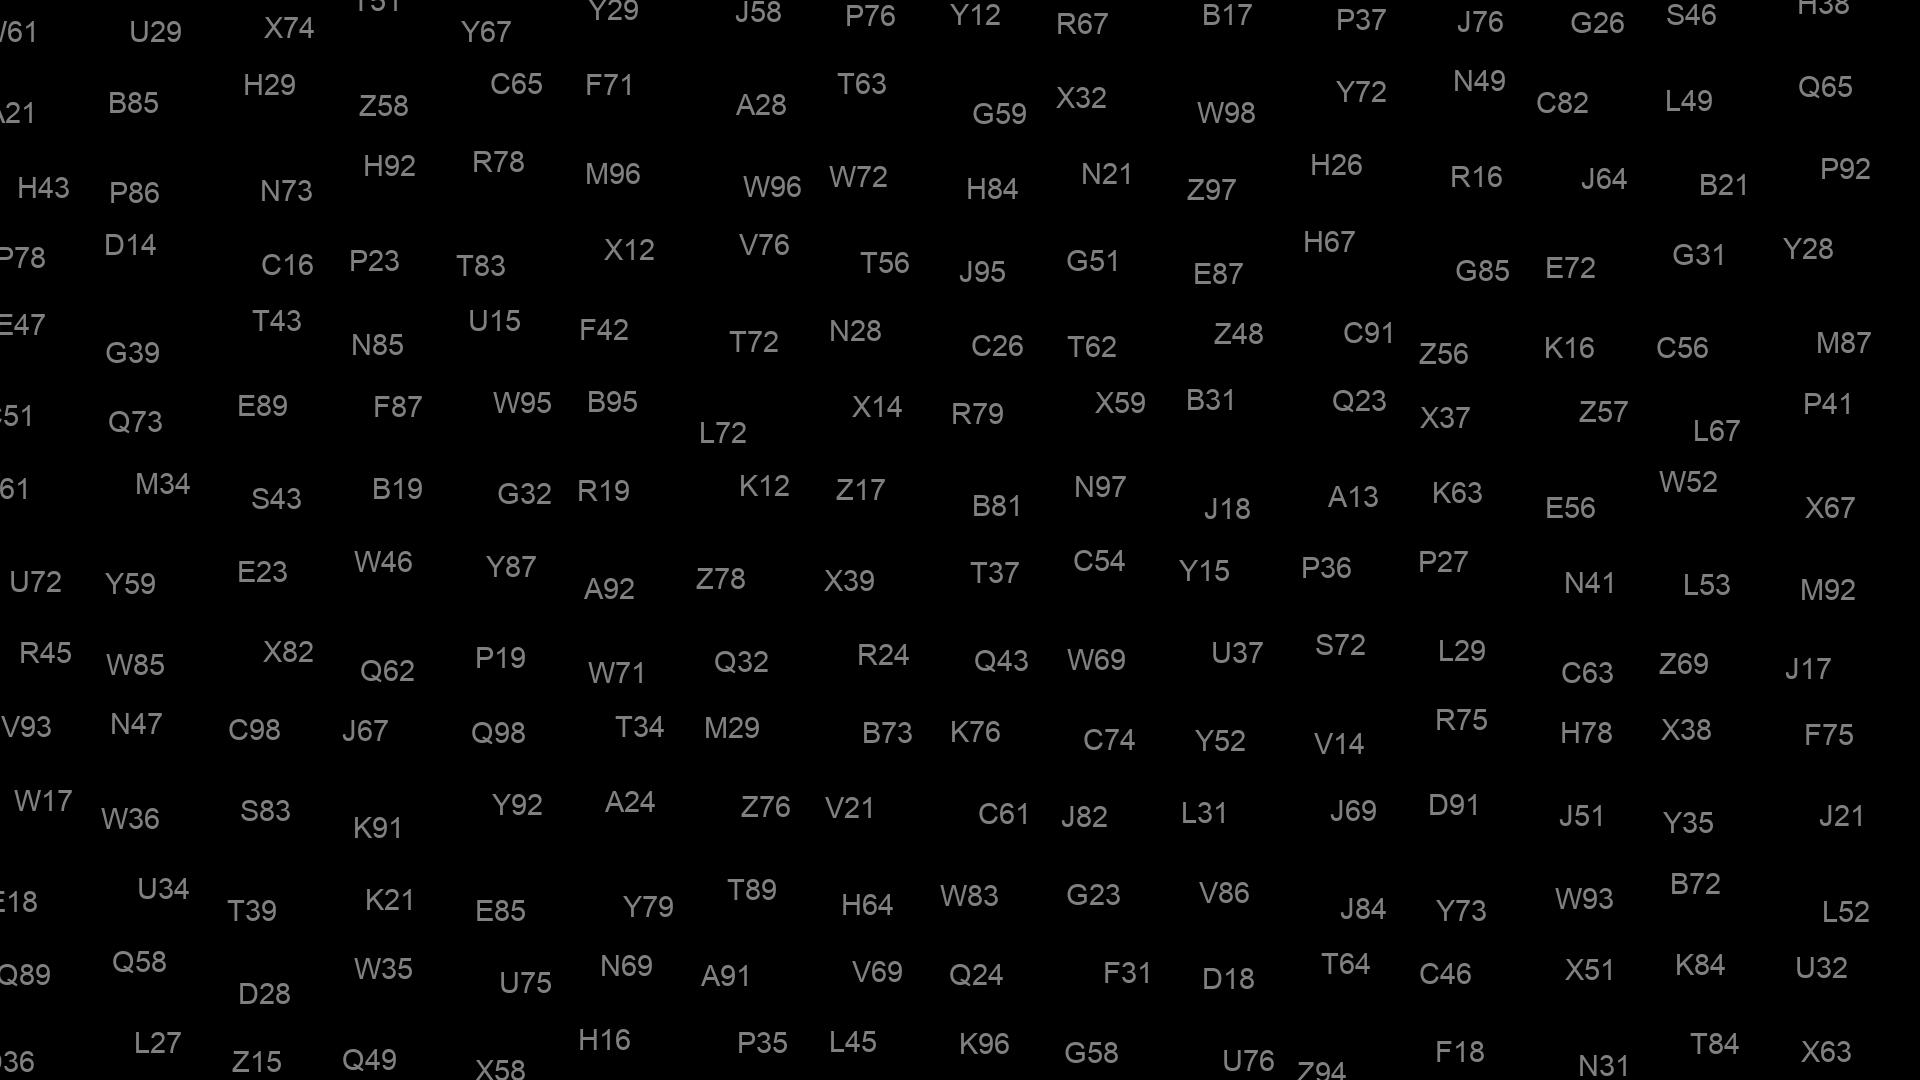 U29 X74 Y67 Y29 J58 P76 Y12 R67 B17 P37 J76 G26 S46 H38
B85 H29 Z58 C65 F71 A28 T63 G59 X32 W98 Y72 N49 C82 L49 Q65
H43 P86 N73 H92 R78 M96 W96 W72 H84 N21 Z97 H26 R16 J64 B21 P92
P78 D14 C16 P23 T83 X12 V76 T56 J95 G51 E87 H67 G85 E72 G31 Y28
E47 G39 T43 N85 U15 F42 T72 N28 C26 T62 Z48 C91 Z56 K16 C56 M87
Q73 E89 F87 W95 B95 L72 X14 R79 X59 B31 Q23 X37 Z57 L67 P41
M34 S43 B19 G32 R19 K12 Z17 B81 N97 J18 A13 K63 E56 W52 X67
U72 Y59 E23 W46 Y87 A92 Z78 X39 T37 C54 Y15 P36 P27 N41 L53 M92
R45 W85 X82 Q62 P19 W71 Q32 R24 Q43 W69 U37 S72 L29 C63 Z69 J17
V93 N47 C98 J67 Q98 T34 M29 B73 K76 C74 Y52 V14 R75 H78 X38 F75
W17 W36 S83 K91 Y92 A24 Z76 V21 C61 J82 L31 J69 D91 J51 Y35 J21
E18 U34 T39 K21 E85 Y79 T89 H64 W83 G23 V86 J84 Y73 W93 B72 L52
Q89 Q58 D28 W35 U75 N69 A91 V69 Q24 F31 D18 T64 C46 X51 K84 U32
L27 Z15 Q49 X58 H16 P35 L45 K96 G58 U76 Z94 F18 N31 T84 X63